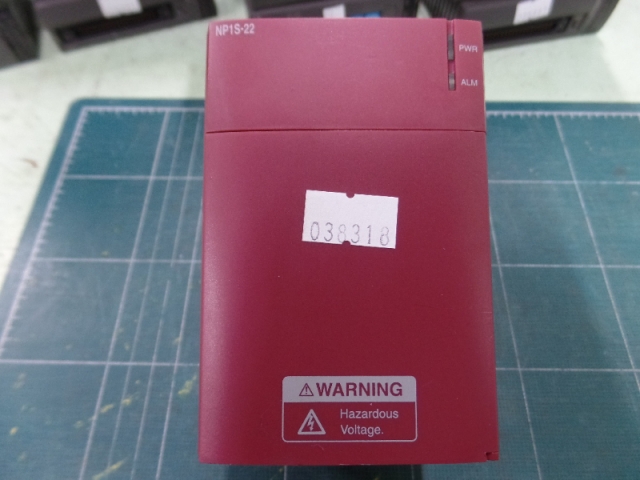 NP1S-22
PWR
ALM
038318
WARNING
Hazardous
Voltage.